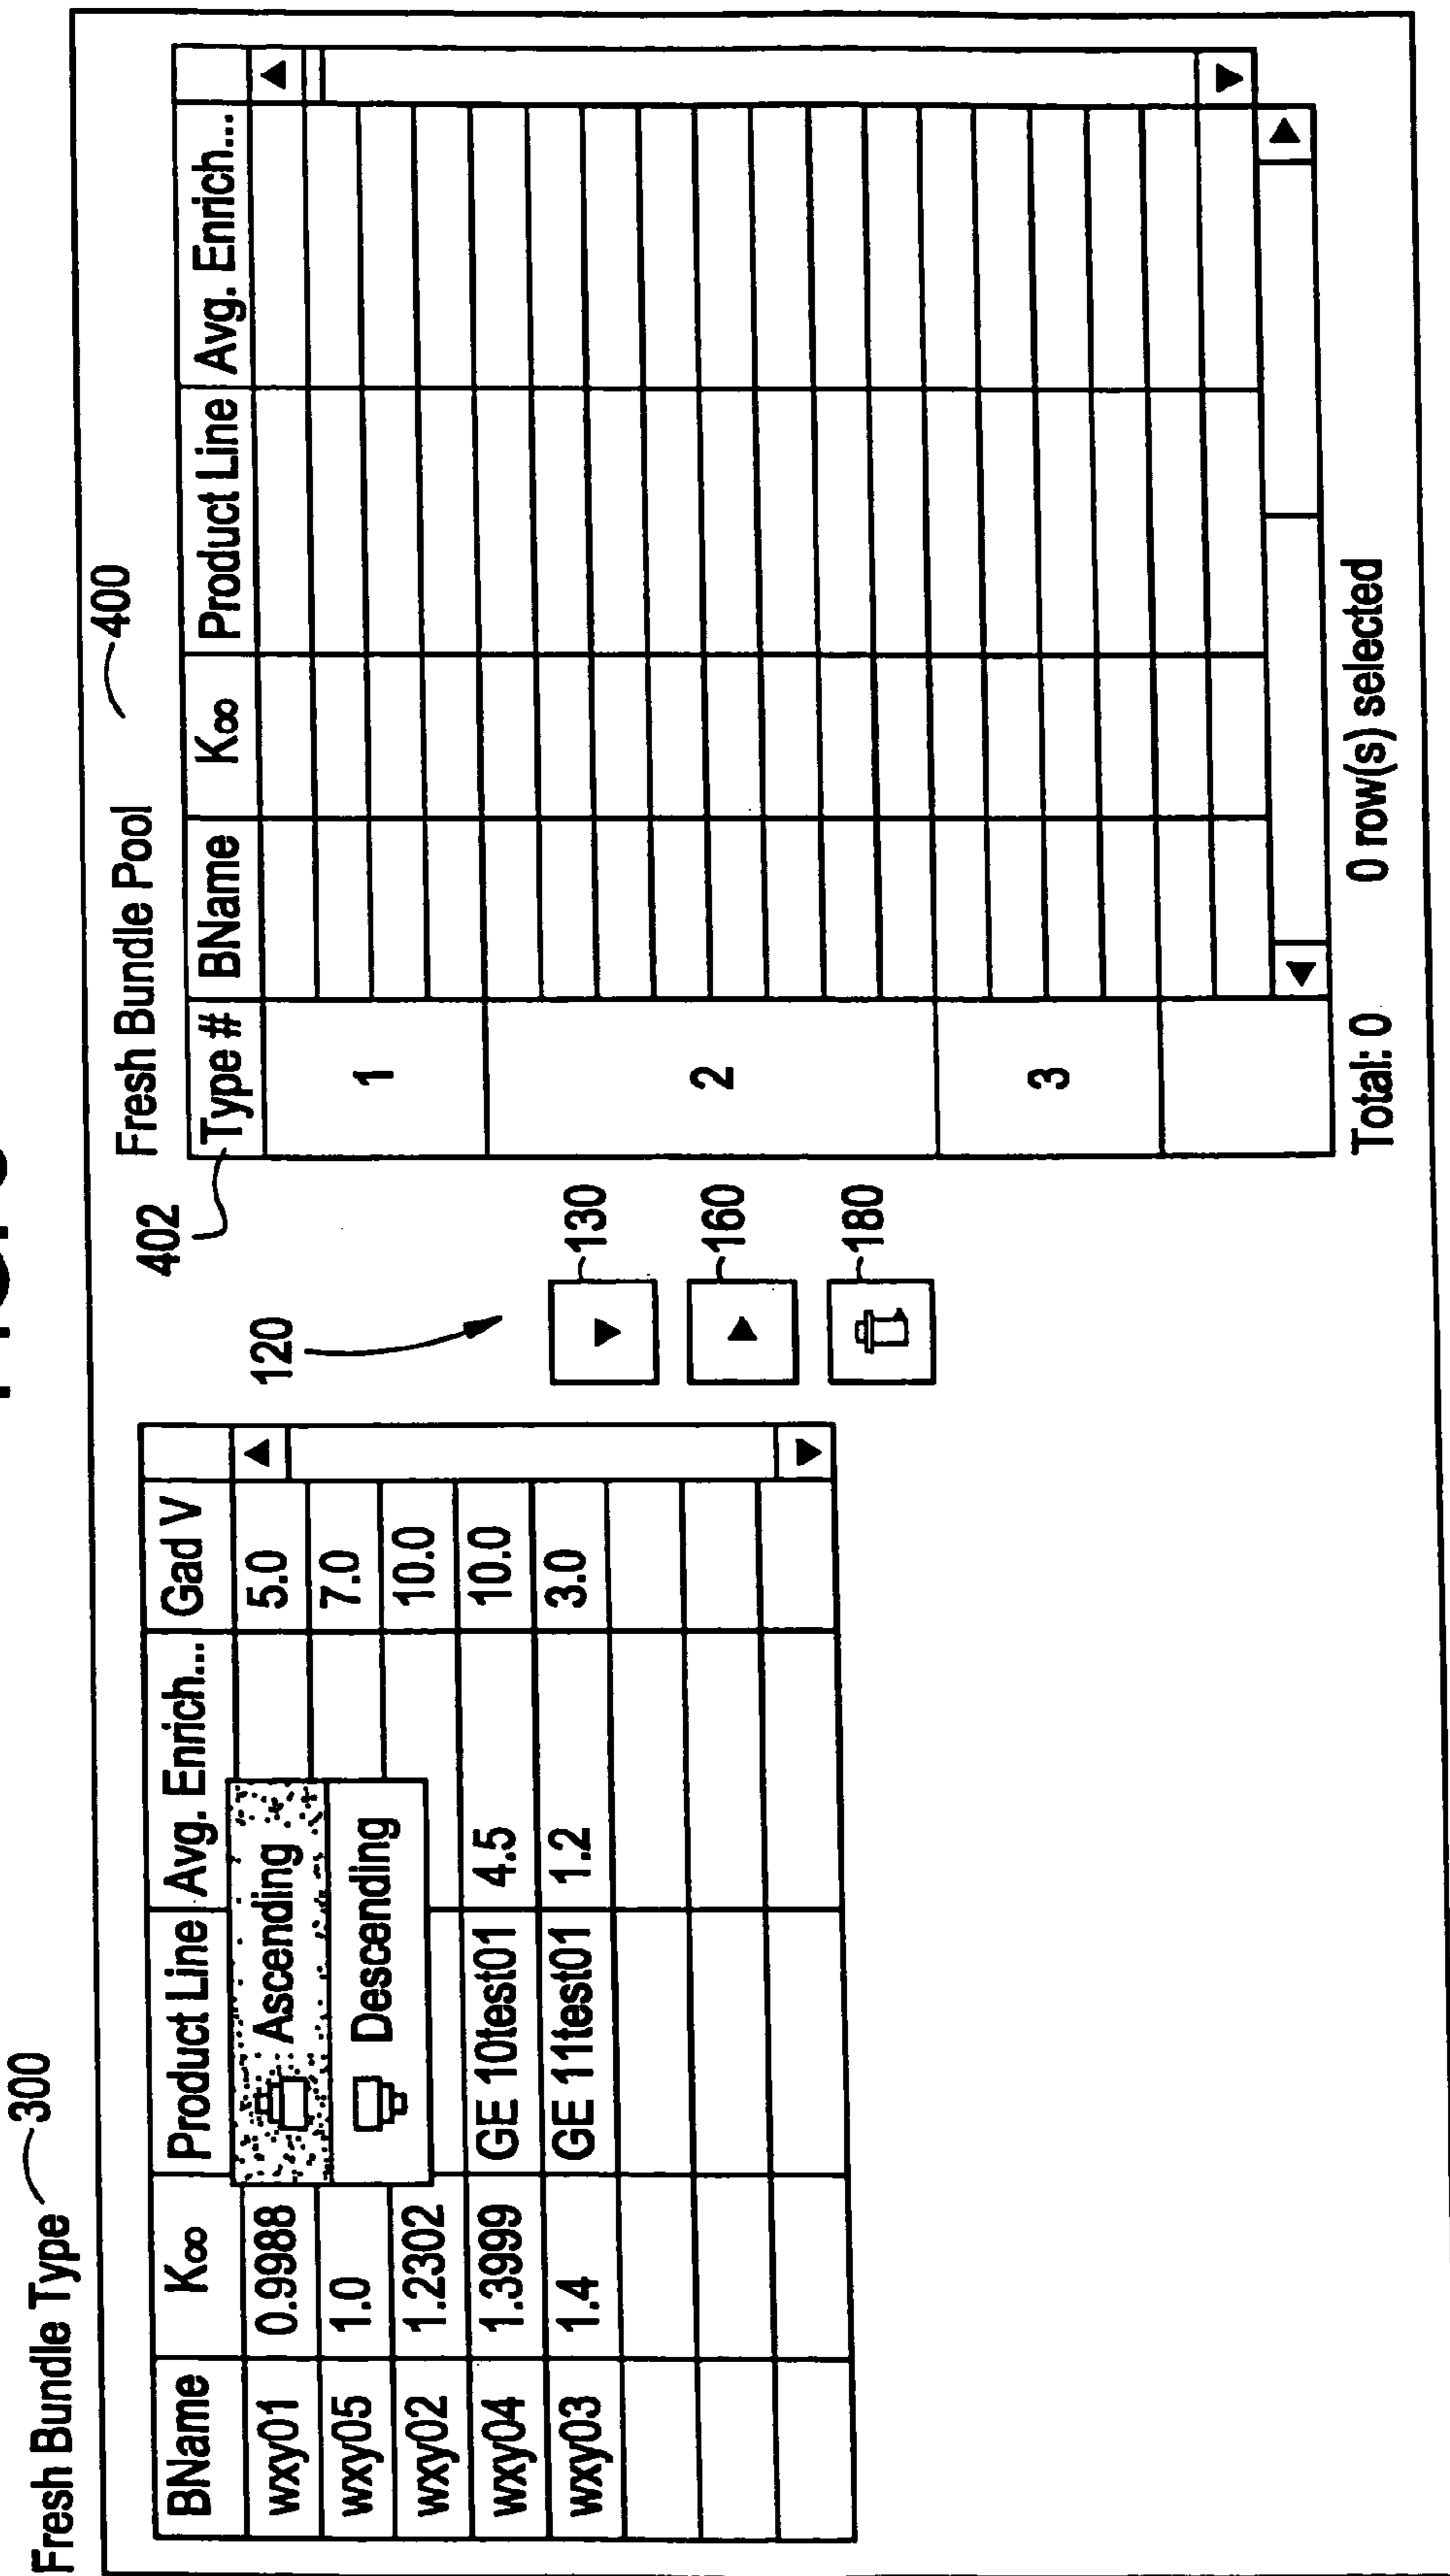 Fresh Bundle Type 300
BName K∞ Product Line Avg. Enrich... Gad V
wxy01 0.9988 5.0
wxy05 1.0 7.0
wxy02 1.2302 10.0
wxy04 1.3999 GE 10test01 4.5 10.0
wxy03 1.4 GE 11test01 1.2 3.0
Ascending
Descending
120
130
160
180
402
Fresh Bundle Pool 400
Type # BName K∞ Product Line Avg. Enrich...
1
2
3
Total: 0 0 row(s) selected